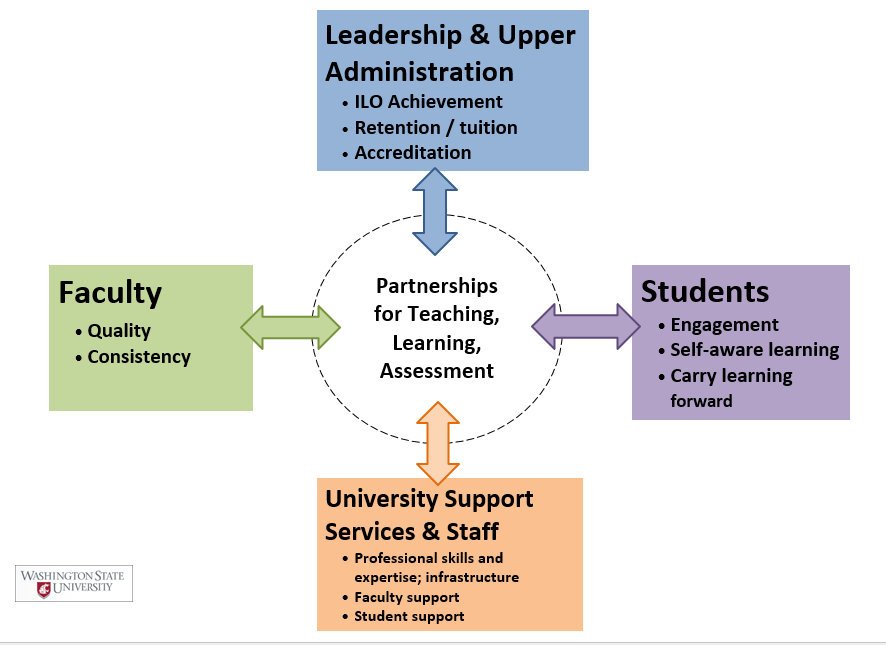 Leadership & Upper
Administration
• ILO Achievement
• Retention / tuition
• Accreditation
Faculty
• Quality
• Consistency
Partnerships
for Teaching,
Learning,
Assessment
Students
• Engagement
• Self-aware learning
• Carry learning
forward
University Support
Services & Staff
• Professional skills and
expertise; infrastructure
• Faculty support
• Student support
WASHINGTON STATE
UNIVERSITY